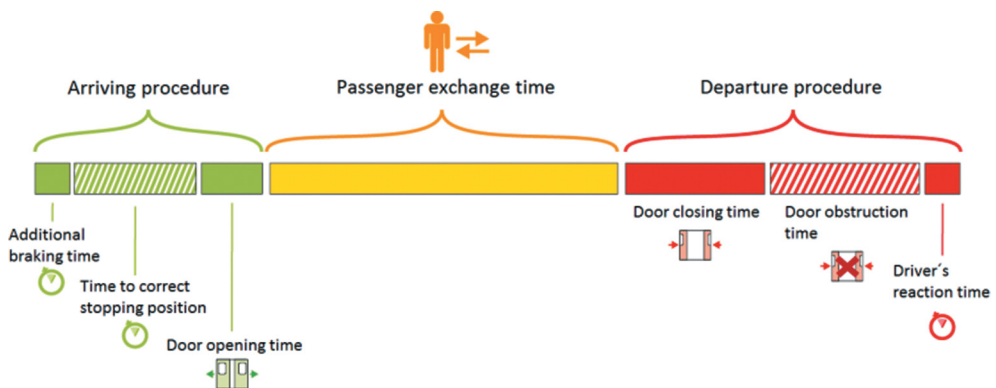 Arriving procedure
Passenger exchange time
Departure procedure
Additional
braking time
Time to correct
stopping position
Door opening time
Door closing time
Door obstruction
time
Driver´s
reaction time